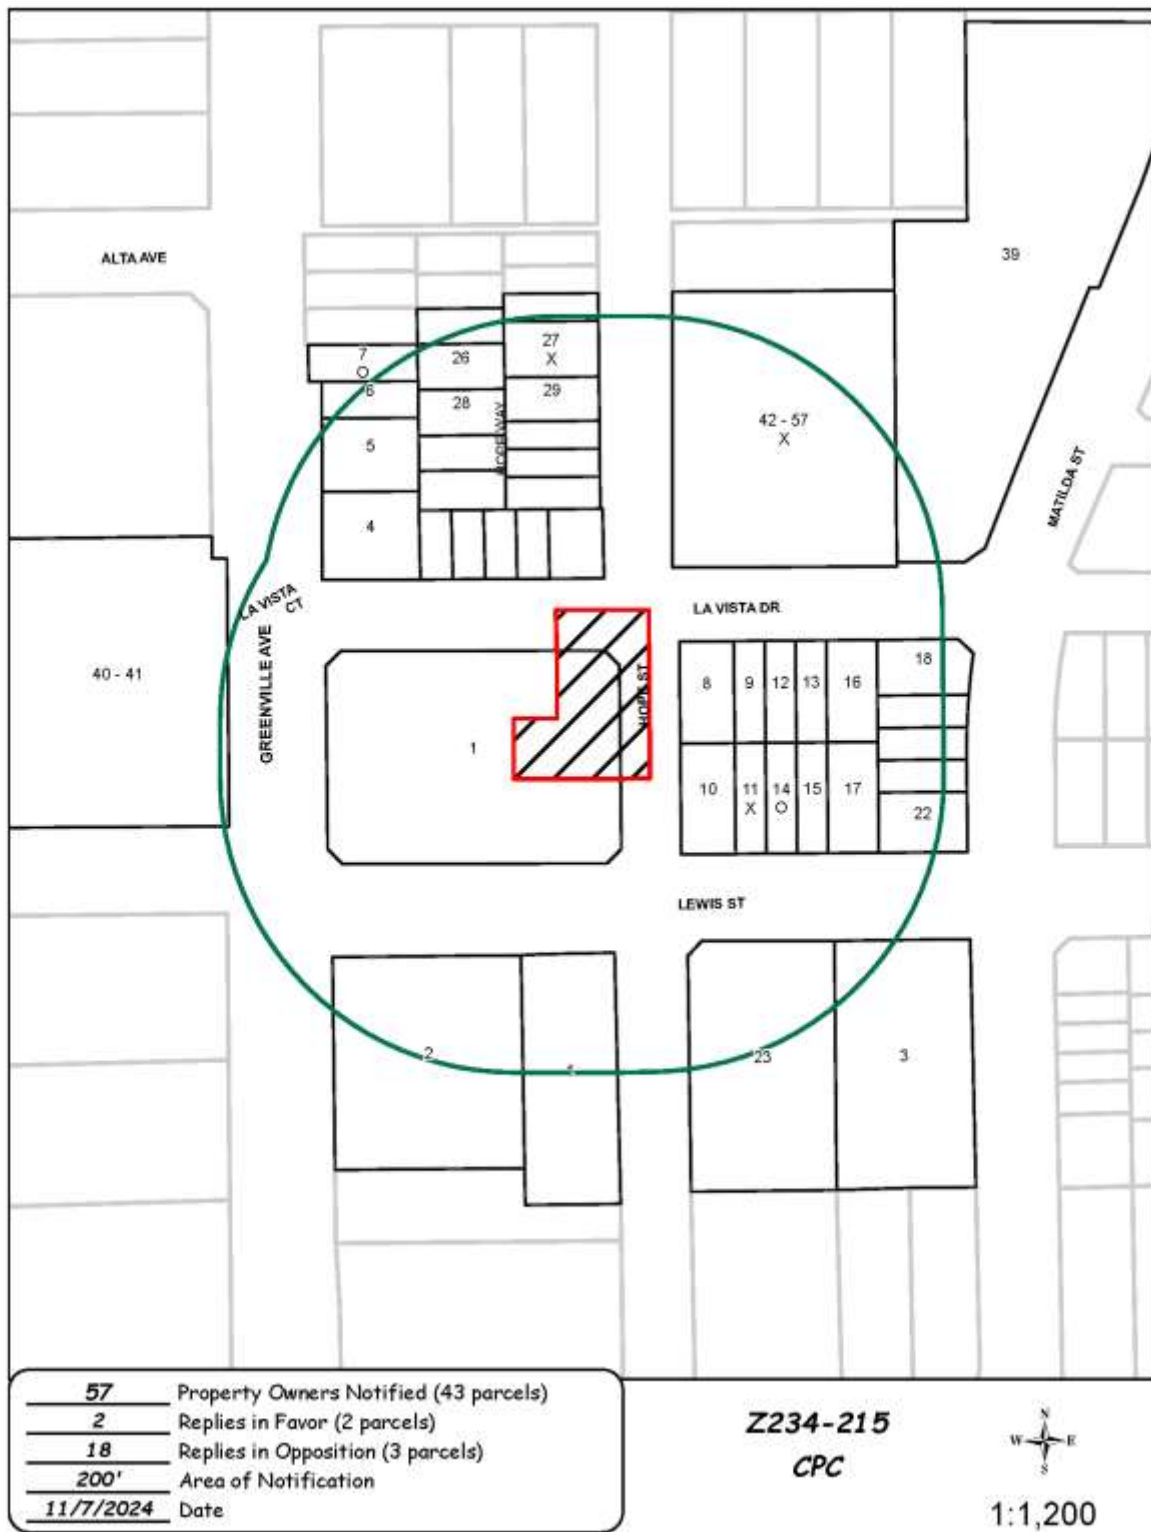 39
ALTA AVE
27
X
7
O
26
6
29
28
42 - 57
X
5
MATILDA ST
4
LA VISTA
CT
LA VISTA DR
GREENVILLE AVE
18
40 - 41
8
9
12
13
16
HOPE ST
1
10
11
X
14
O
15
17
22
LEWIS ST
2
23
3
57 Property Owners Notified (43 parcels)
2 Replies in Favor (2 parcels)
18 Replies in Opposition (3 parcels)
200' Area of Notification
11/7/2024 Date
Z234-215
CPC
N
W E
S
1:1,200